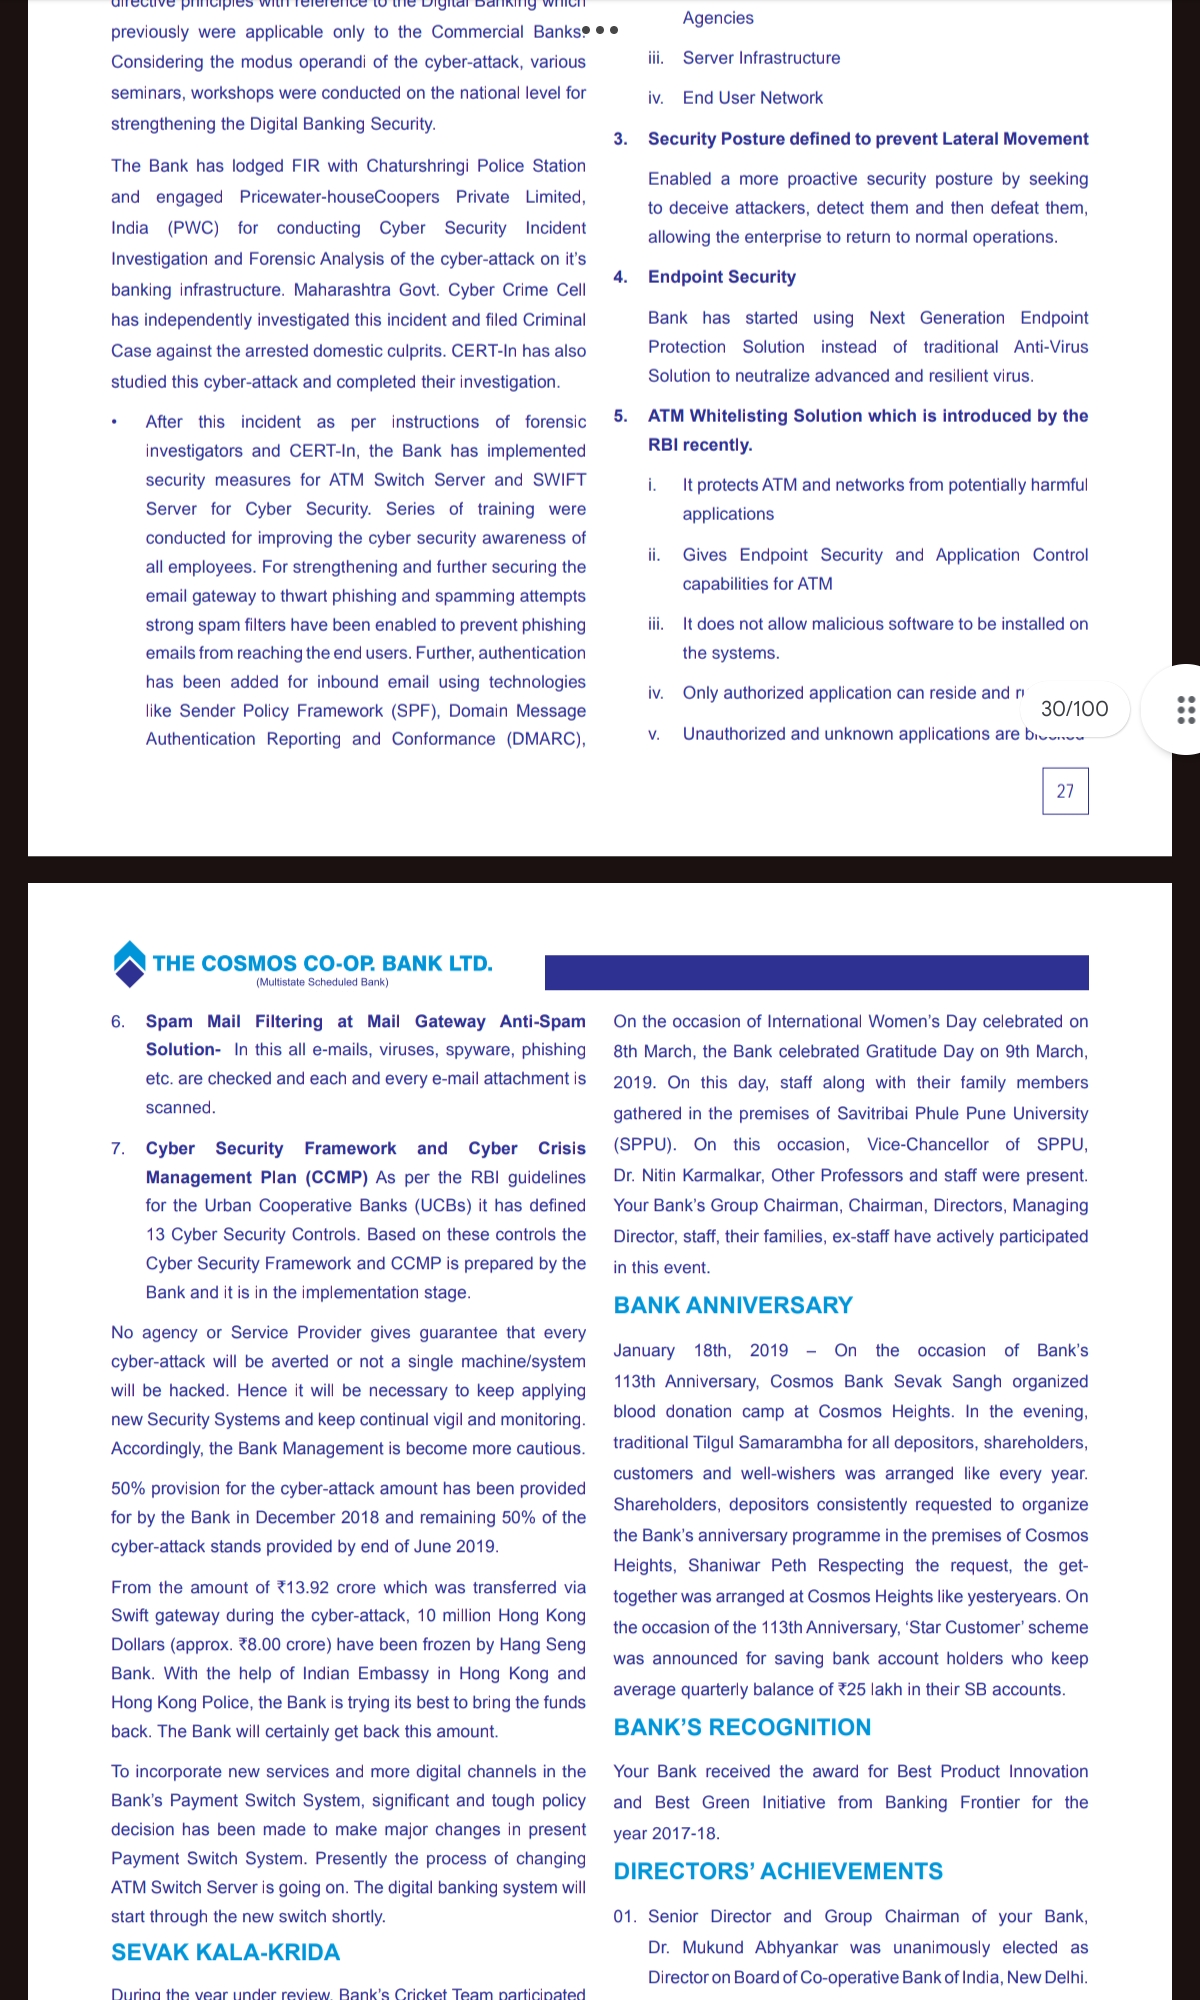 directive principles with reference to the Digital Banking which
previously were applicable only to the Commercial Banks.
Considering the modus operandi of the cyber-attack, various
seminars, workshops were conducted on the national level for
strengthening the Digital Banking Security.
The Bank has lodged FIR with Chaturshringi Police Station
and engaged Pricewater-houseCoopers Private Limited,
India (PWC) for conducting Cyber Security Incident
Investigation and Forensic Analysis of the cyber-attack on it's
banking infrastructure. Maharashtra Govt. Cyber Crime Cell
has independently investigated this incident and filed Criminal
Case against the arrested domestic culprits. CERT-In has also
studied this cyber-attack and completed their investigation.
• After this incident as per instructions of forensic
investigators and CERT-In, the Bank has implemented
security measures for ATM Switch Server and SWIFT
Server for Cyber Security. Series of training were
conducted for improving the cyber security awareness of
all employees. For strengthening and further securing the
email gateway to thwart phishing and spamming attempts
strong spam filters have been enabled to prevent phishing
emails from reaching the end users. Further, authentication
has been added for inbound email using technologies
like Sender Policy Framework (SPF), Domain Message
Authentication Reporting and Conformance (DMARC),
Agencies
iii. Server Infrastructure
iv. End User Network
3. Security Posture defined to prevent Lateral Movement
Enabled a more proactive security posture by seeking
to deceive attackers, detect them and then defeat them,
allowing the enterprise to return to normal operations.
4. Endpoint Security
Bank has started using Next Generation Endpoint
Protection Solution instead of traditional Anti-Virus
Solution to neutralize advanced and resilient virus.
5. ATM Whitelisting Solution which is introduced by the
RBI recently.
i. It protects ATM and networks from potentially harmful
applications
ii. Gives Endpoint Security and Application Control
capabilities for ATM
iii. It does not allow malicious software to be installed on
the systems.
iv. Only authorized application can reside and
30/100
v. Unauthorized and unknown applications are blocked
27
THE COSMOS CO-OP. BANK LTD.
(Multistate Scheduled Bank)
6. Spam Mail Filtering at Mail Gateway Anti-Spam
Solution- In this all e-mails, viruses, spyware, phishing
etc. are checked and each and every e-mail attachment is
scanned.
7. Cyber Security Framework and Cyber Crisis
Management Plan (CCMP) As per the RBI guidelines
for the Urban Cooperative Banks (UCBs) it has defined
13 Cyber Security Controls. Based on these controls the
Cyber Security Framework and CCMP is prepared by the
Bank and it is in the implementation stage.
No agency or Service Provider gives guarantee that every
cyber-attack will be averted or not a single machine/system
will be hacked. Hence it will be necessary to keep applying
new Security Systems and keep continual vigil and monitoring.
Accordingly, the Bank Management is become more cautious.
50% provision for the cyber-attack amount has been provided
for by the Bank in December 2018 and remaining 50% of the
cyber-attack stands provided by end of June 2019.
From the amount of ₹13.92 crore which was transferred via
Swift gateway during the cyber-attack, 10 million Hong Kong
Dollars (approx. ₹8.00 crore) have been frozen by Hang Seng
Bank. With the help of Indian Embassy in Hong Kong and
Hong Kong Police, the Bank is trying its best to bring the funds
back. The Bank will certainly get back this amount.
To incorporate new services and more digital channels in the
Bank's Payment Switch System, significant and tough policy
decision has been made to make major changes in present
Payment Switch System. Presently the process of changing
ATM Switch Server is going on. The digital banking system will
start through the new switch shortly.
SEVAK KALA-KRIDA
During the year under review, Bank's Cricket Team participated
On the occasion of International Women's Day celebrated on
8th March, the Bank celebrated Gratitude Day on 9th March,
2019. On this day, staff along with their family members
gathered in the premises of Savitribai Phule Pune University
(SPPU). On this occasion, Vice-Chancellor of SPPU,
Dr. Nitin Karmalkar, Other Professors and staff were present.
Your Bank's Group Chairman, Chairman, Directors, Managing
Director, staff, their families, ex-staff have actively participated
in this event.
BANK ANNIVERSARY
January 18th, 2019 – On the occasion of Bank's
113th Anniversary, Cosmos Bank Sevak Sangh organized
blood donation camp at Cosmos Heights. In the evening,
traditional Tilgul Samarambha for all depositors, shareholders,
customers and well-wishers was arranged like every year.
Shareholders, depositors consistently requested to organize
the Bank's anniversary programme in the premises of Cosmos
Heights, Shaniwar Peth Respecting the request, the get-
together was arranged at Cosmos Heights like yesteryears. On
the occasion of the 113th Anniversary, 'Star Customer' scheme
was announced for saving bank account holders who keep
average quarterly balance of ₹25 lakh in their SB accounts.
BANK'S RECOGNITION
Your Bank received the award for Best Product Innovation
and Best Green Initiative from Banking Frontier for the
year 2017-18.
DIRECTORS' ACHIEVEMENTS
01. Senior Director and Group Chairman of your Bank,
Dr. Mukund Abhyankar was unanimously elected as
Director on Board of Co-operative Bank of India, New Delhi.